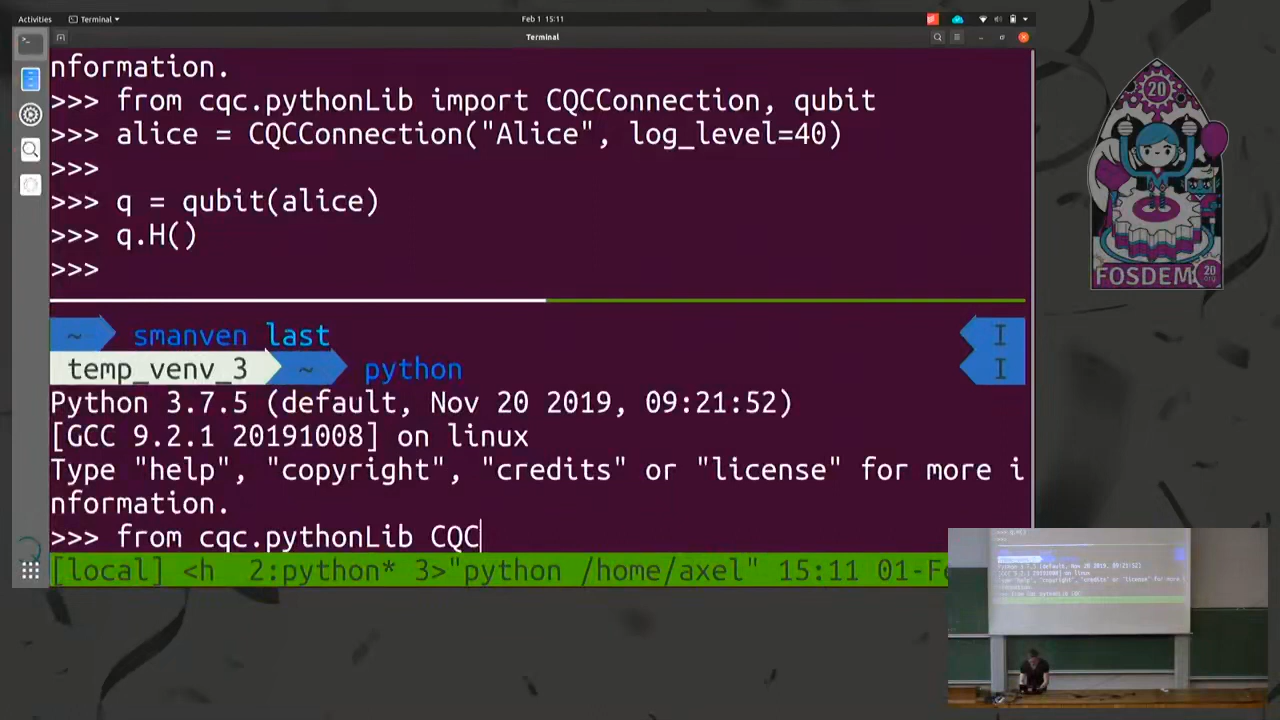 Activities
Terminal
Feb 1 15:11
Terminal
nformation.
>>> from cqc.pythonLib import CQCConnection, qubit
>>> alice = CQCConnection("Alice", log_level=40)
>>>
>>> q = qubit(alice)
>>> q.H()
>>>
~ smanven last
temp_venv_3 ~ python
Python 3.7.5 (default, Nov 20 2019, 09:21:52)
[GCC 9.2.1 20191008] on linux
Type "help", "copyright", "credits" or "license" for more i
nformation.
>>> from cqc.pythonLib CQC
[local] <h 2:python* 3>"python /home/axel" 15:11 01-Fe
20
FOSDEM
20
.org